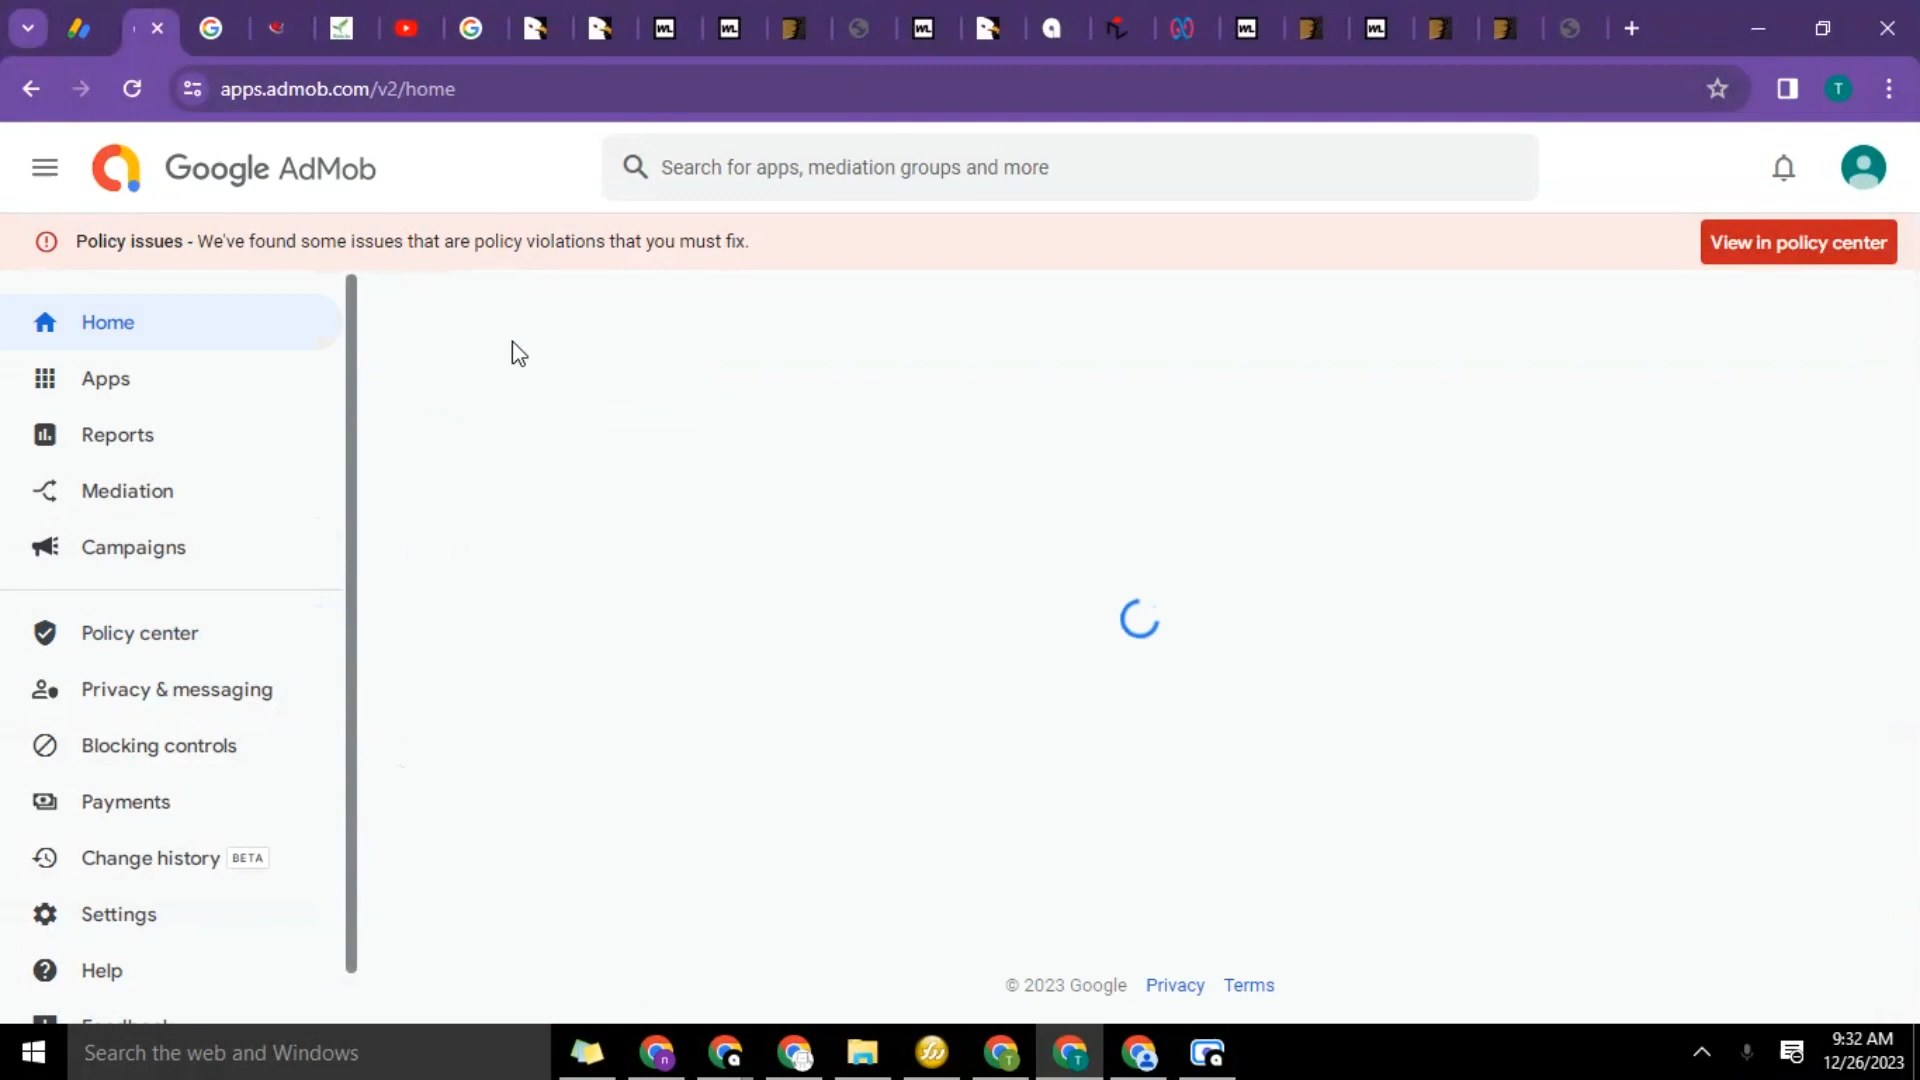 apps.admob.com/v2/home
T
Google AdMob
Search for apps, mediation groups and more
Policy issues - We've found some issues that are policy violations that you must fix.
View in policy center
Home
Apps
Reports
Mediation
Campaigns
Policy center
Privacy & messaging
Blocking controls
Payments
Change history BETA
Settings
Help
© 2023 Google Privacy Terms
Search the web and Windows
9:32 AM
12/26/2023